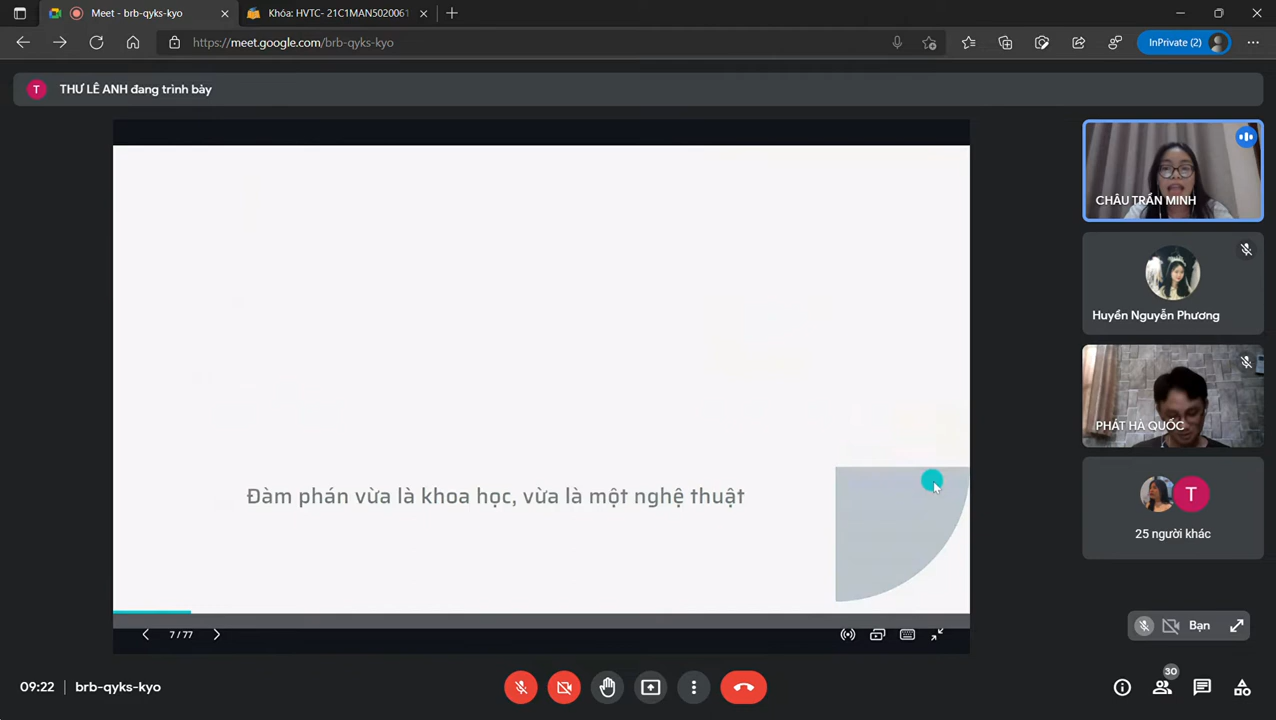 Meet - brb-qyks-kyo
Khóa: HVTC- 21C1MAN5020061
https://meet.google.com/brb-qyks-kyo
InPrivate (2)
T
THƯ LÊ ANH đang trình bày
CHÂU TRẦN MINH
Huyền Nguyễn Phương
PHÁT HÀ QUỐC
T
25 người khác
Đàm phán vừa là khoa học, vừa là một nghệ thuật
7 / 77
Bạn
09:22
brb-qyks-kyo
30